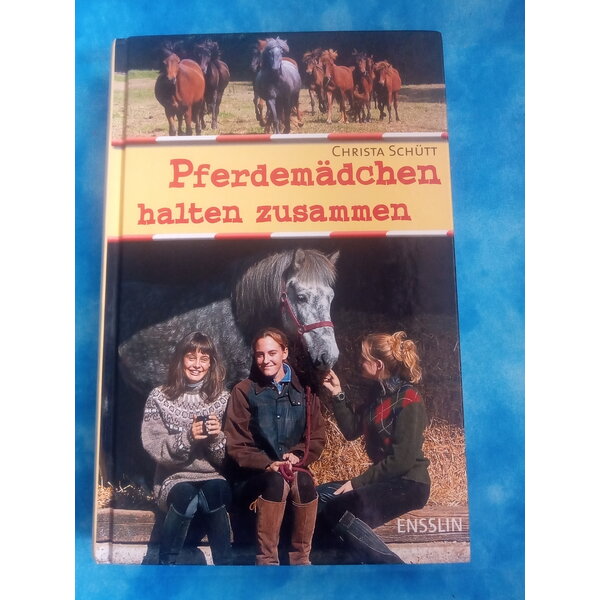 CHRISTA SCHÜTT
Pferdemädchen
halten zusammen
ENSSLIN